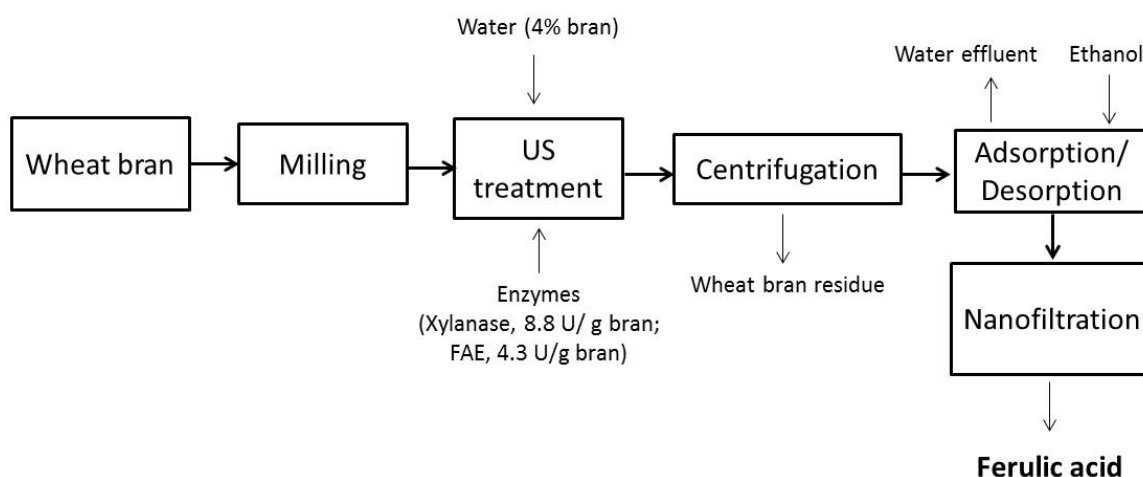 Water (4% bran)
Water effluent
Ethanol
Wheat bran
Milling
US
treatment
Centrifugation
Adsorption/
Desorption
Enzymes
(Xylanase, 8.8 U/ g bran;
FAE, 4.3 U/g bran)
Wheat bran residue
Nanofiltration
Ferulic acid